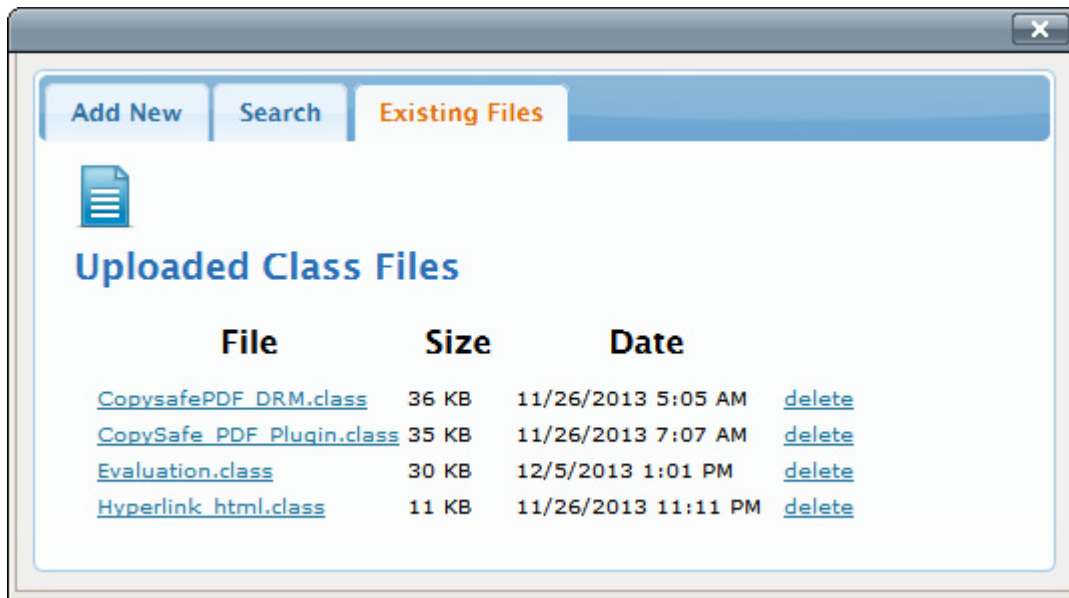 Add New Search Existing Files
Uploaded Class Files
File Size Date
CopysafePDF_DRM.class 36 KB 11/26/2013 5:05 AM delete
CopySafe_PDF_Plugin.class 35 KB 11/26/2013 7:07 AM delete
Evaluation.class 30 KB 12/5/2013 1:01 PM delete
Hyperlink_html.class 11 KB 11/26/2013 11:11 PM delete